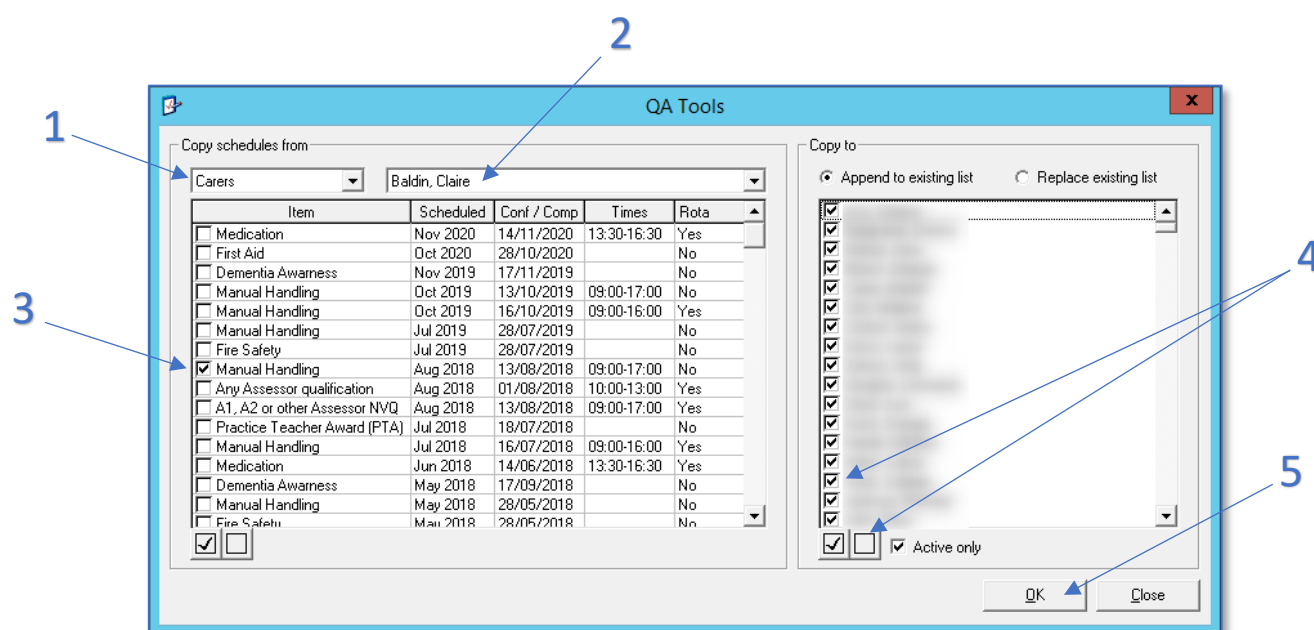 2
QA Tools
x
1
Copy schedules from
Copy to
Carers
Baldin, Claire
Append to existing list
Replace existing list
Item Scheduled Conf / Comp Times Rota
Medication Nov 2020 14/11/2020 13:30-16:30 Yes
First Aid Oct 2020 28/10/2020 No
Dementia Awarness Nov 2019 17/11/2019 No
Manual Handling Oct 2019 13/10/2019 09:00-17:00 No
Manual Handling Oct 2019 16/10/2019 09:00-16:00 Yes
Manual Handling Jul 2019 28/07/2019 No
Fire Safety Jul 2019 28/07/2019 No
Manual Handling Aug 2018 13/08/2018 09:00-17:00 No
Any Assessor qualification Aug 2018 01/08/2018 10:00-13:00 Yes
A1, A2 or other Assessor NVQ Aug 2018 13/08/2018 09:00-17:00 Yes
Practice Teacher Award (PTA) Jul 2018 18/07/2018 No
Manual Handling Jul 2018 16/07/2018 09:00-16:00 Yes
Medication Jun 2018 14/06/2018 13:30-16:30 Yes
Dementia Awarness May 2018 17/09/2018 No
Manual Handling May 2018 28/05/2018 No
Fire Safety May 2018 28/05/2018 No
3
4
5
Active only
OK
Close